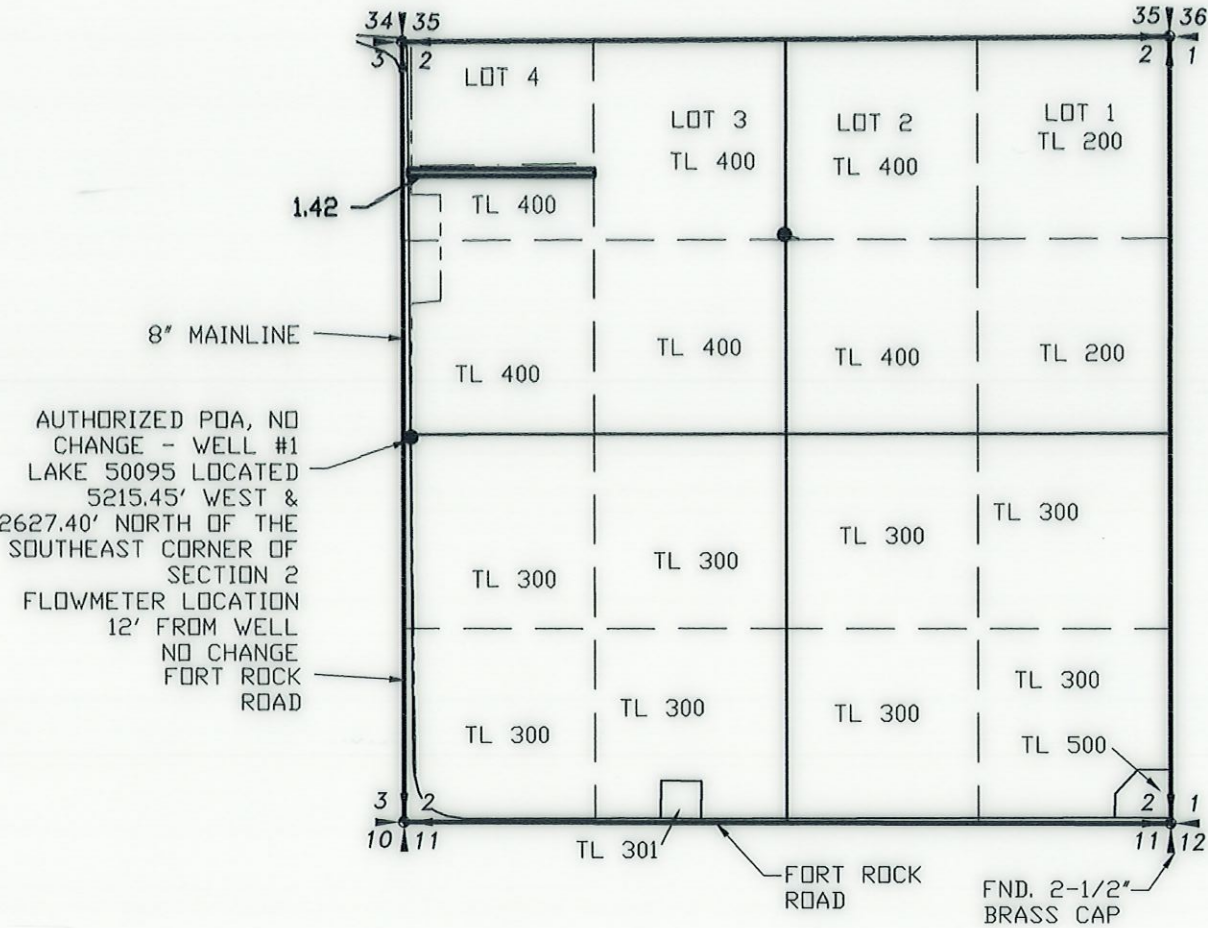 34 35
35 36
3 2
2 1
LOT 4
LOT 3
TL 400
LOT 2
TL 400
LOT 1
TL 200
1.42
TL 400
8" MAINLINE
TL 400
TL 400
TL 400
TL 200
AUTHORIZED POA, NO
CHANGE - WELL #1
LAKE 50095 LOCATED
5215.45' WEST &
2627.40' NORTH OF THE
SOUTHEAST CORNER OF
SECTION 2
FLOWMETER LOCATION
12' FROM WELL
NO CHANGE
FORT ROCK
ROAD
TL 300
TL 300
TL 300
TL 300
TL 300
TL 300
TL 300
TL 300
TL 500
3 2
2 1
10 11
11 12
TL 301
FORT ROCK
ROAD
FND. 2-1/2"
BRASS CAP